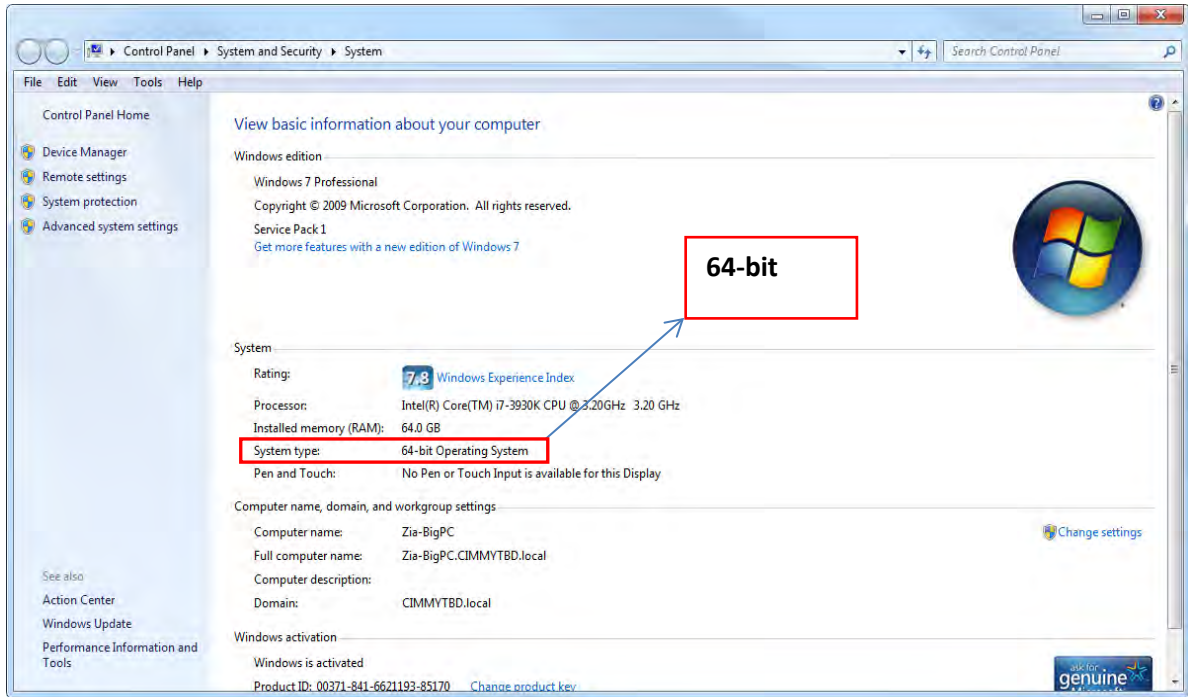 Control Panel ▸ System and Security ▸ System
Search Control Panel
File Edit View Tools Help
Control Panel Home
Device Manager
Remote settings
System protection
Advanced system settings
See also
Action Center
Windows Update
Performance Information and
Tools
View basic information about your computer
Windows edition
Windows 7 Professional
Copyright © 2009 Microsoft Corporation. All rights reserved.
Service Pack 1
Get more features with a new edition of Windows 7
64-bit
System
Rating: 7.8 Windows Experience Index
Processor: Intel(R) Core(TM) i7-3930K CPU @ 3.20GHz 3.20 GHz
Installed memory (RAM): 64.0 GB
System type: 64-bit Operating System
Pen and Touch: No Pen or Touch Input is available for this Display
Computer name, domain, and workgroup settings
Computer name: Zia-BigPC
Change settings
Full computer name: Zia-BigPC.CIMMYTBD.local
Computer description:
Domain: CIMMYTBD.local
Windows activation
Windows is activated
Product ID: 00371-841-6621193-85170 Change product key
ask for
genuine